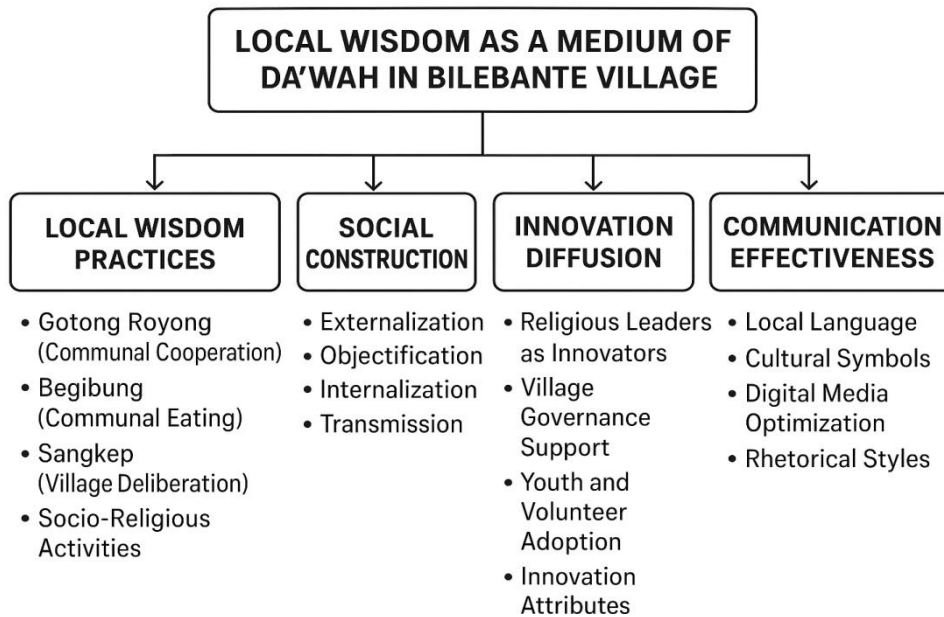 LOCAL WISDOM AS A MEDIUM OF
DA'WAH IN BILEBANTE VILLAGE
LOCAL WISDOM
PRACTICES
• Gotong Royong
(Communal Cooperation)
• Begibung
(Communal Eating)
• Sangkep
(Village Deliberation)
• Socio-Religious
Activities
SOCIAL
CONSTRUCTION
• Externalization
• Objectification
• Internalization
• Transmission
INNOVATION
DIFFUSION
• Religious Leaders
as Innovators
• Village
Governance
Support
• Youth and
Volunteer
Adoption
• Innovation
Attributes
COMMUNICATION
EFFECTIVENESS
• Local Language
• Cultural Symbols
• Digital Media
Optimization
• Rhetorical Styles